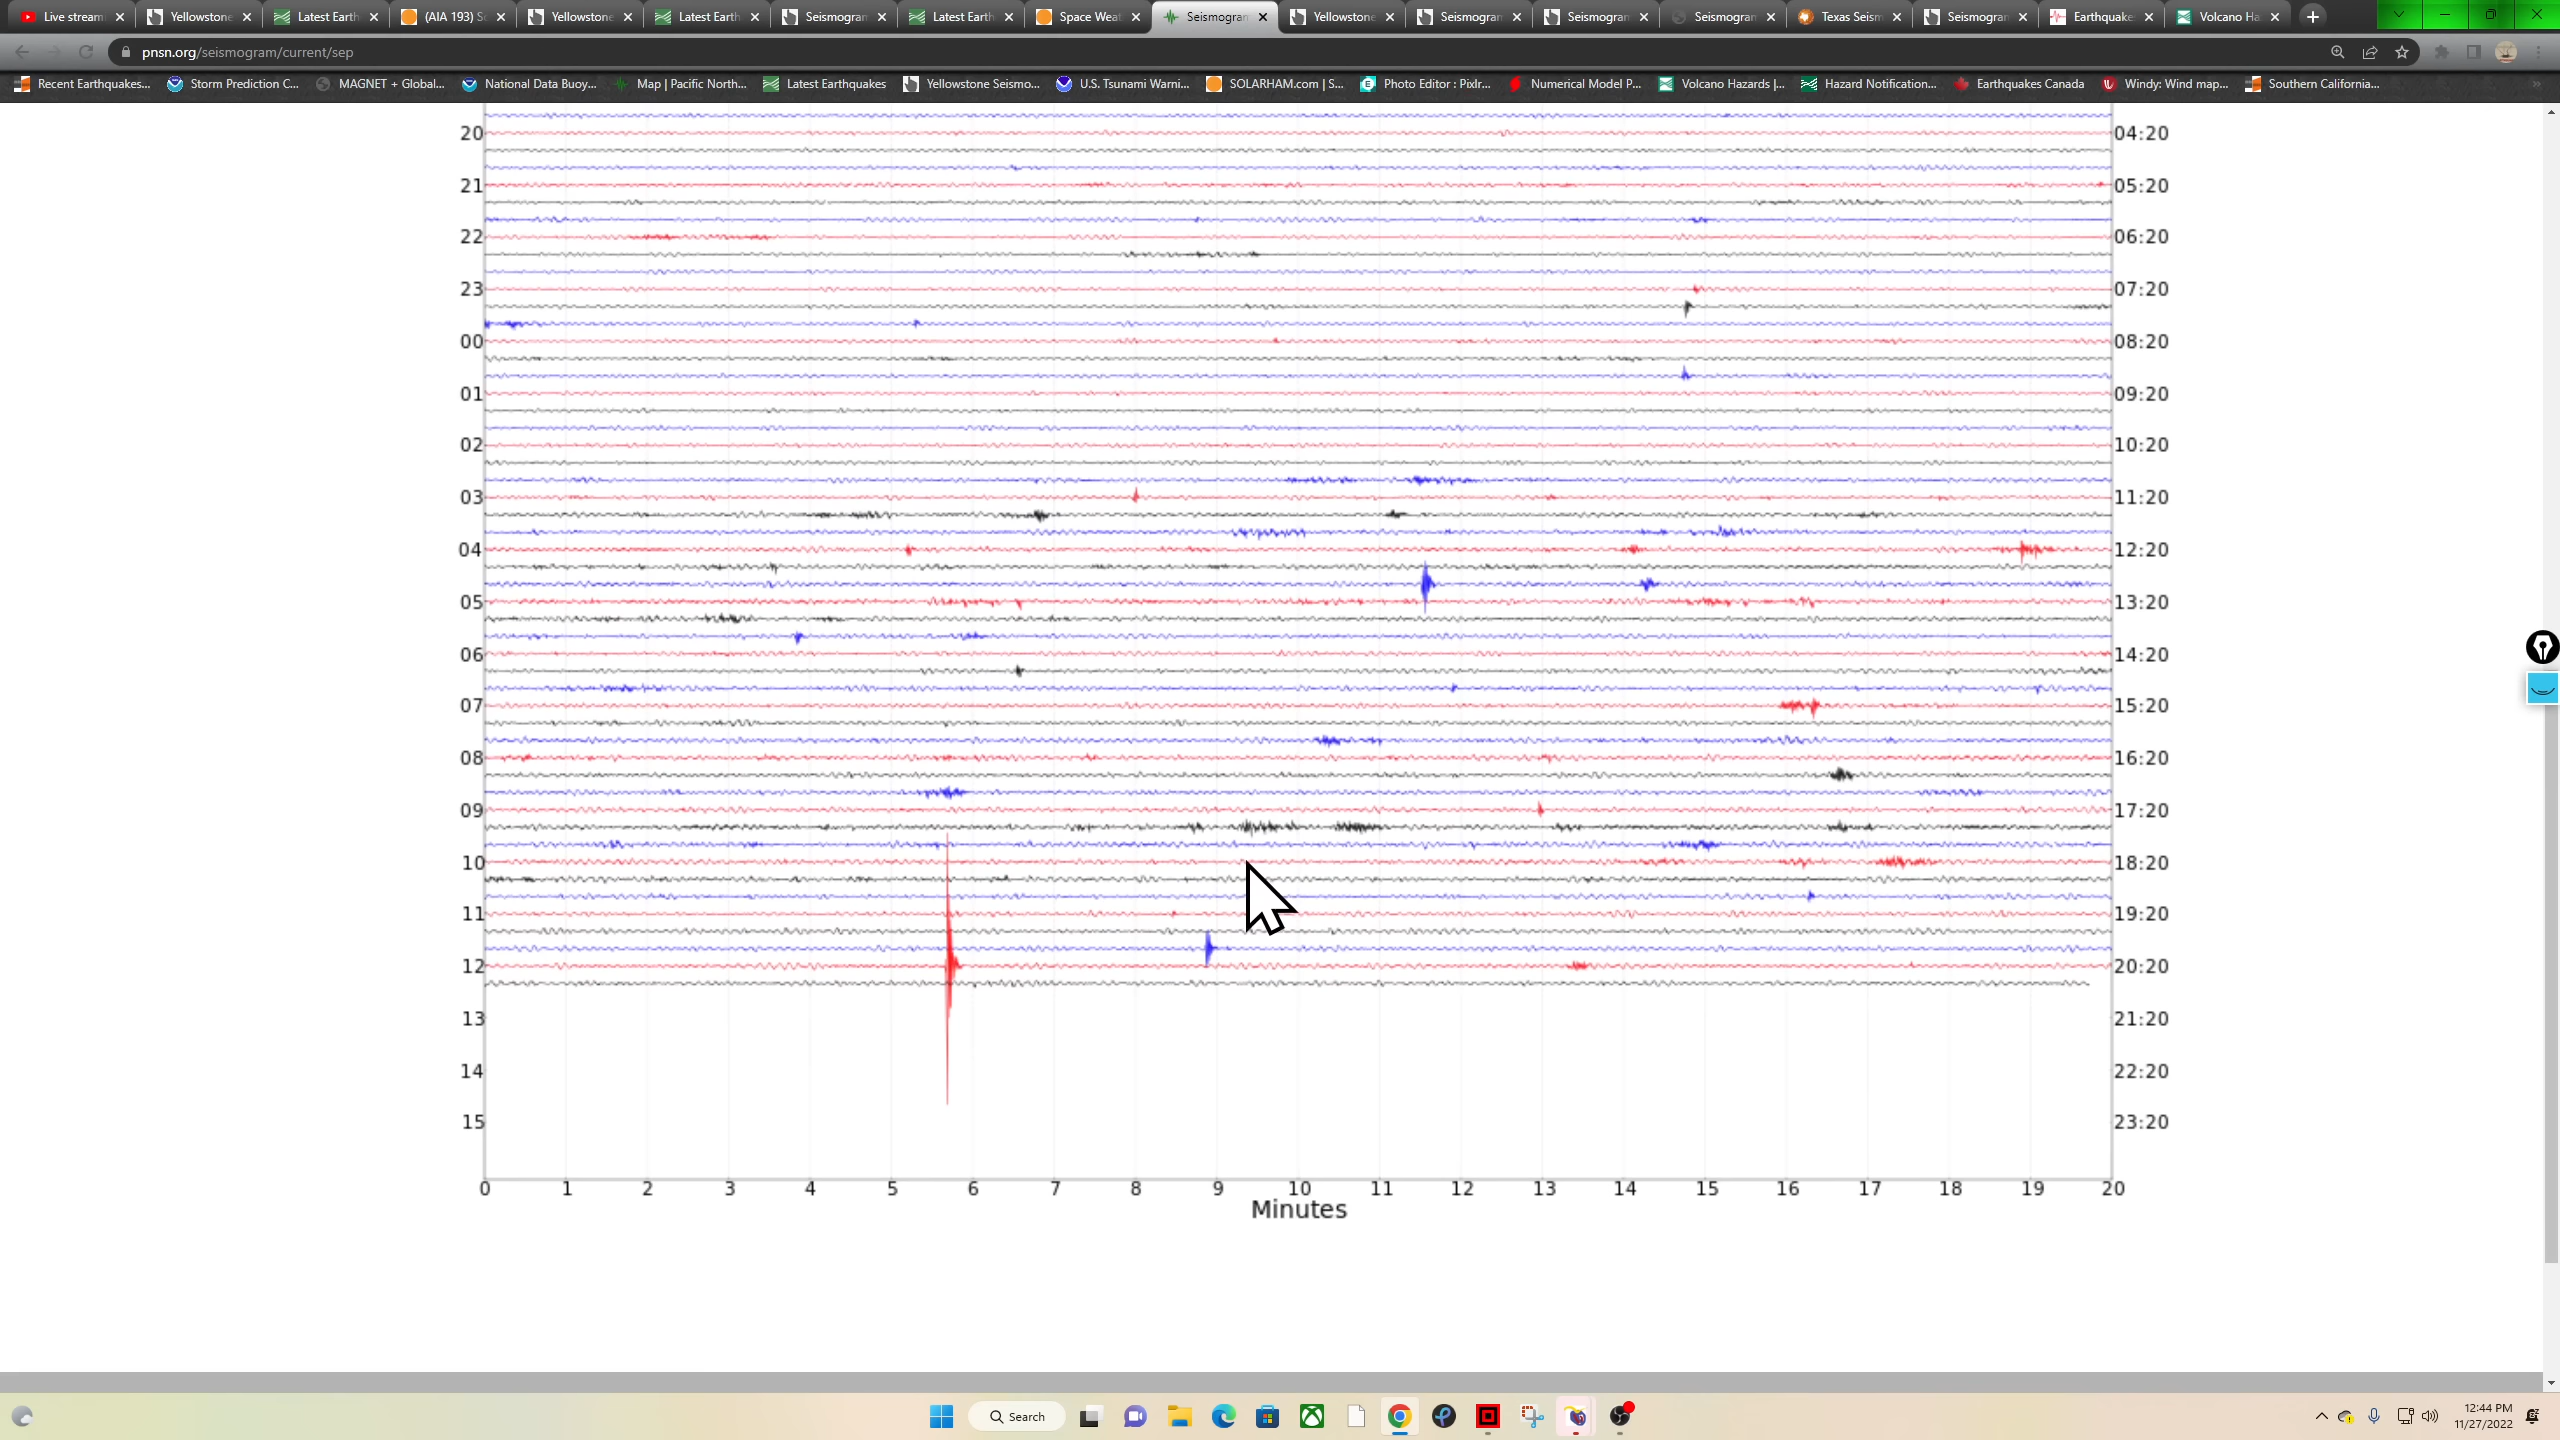 Live stream
Yellowstone
Latest Earth
(AIA 193) S
Yellowstone
Latest Earth
Seismogram
Latest Earth
Space Weat
Seismogram
Yellowstone
Seismogram
Seismogram
Seismogram
Texas Seism
Seismogram
Earthquake
Volcano Ha
pnsn.org/seismogram/current/sep
Recent Earthquakes...
Storm Prediction C...
MAGNET + Global...
National Data Buoy...
Map | Pacific North...
Latest Earthquakes
Yellowstone Seismo...
U.S. Tsunami Warni...
SOLARHAM.com | S...
Photo Editor : Pixlr...
Numerical Model P...
Volcano Hazards |...
Hazard Notification...
Earthquakes Canada
Windy: Wind map...
Southern California...
20 04:20
21 05:20
22 06:20
23 07:20
00 08:20
01 09:20
02 10:20
03 11:20
04 12:20
05 13:20
06 14:20
07 15:20
08 16:20
09 17:20
10 18:20
11 19:20
12 20:20
13 21:20
14 22:20
15 23:20
0 1 2 3 4 5 6 7 8 9 10 11 12 13 14 15 16 17 18 19 20
Minutes
Search
12:44 PM
11/27/2022